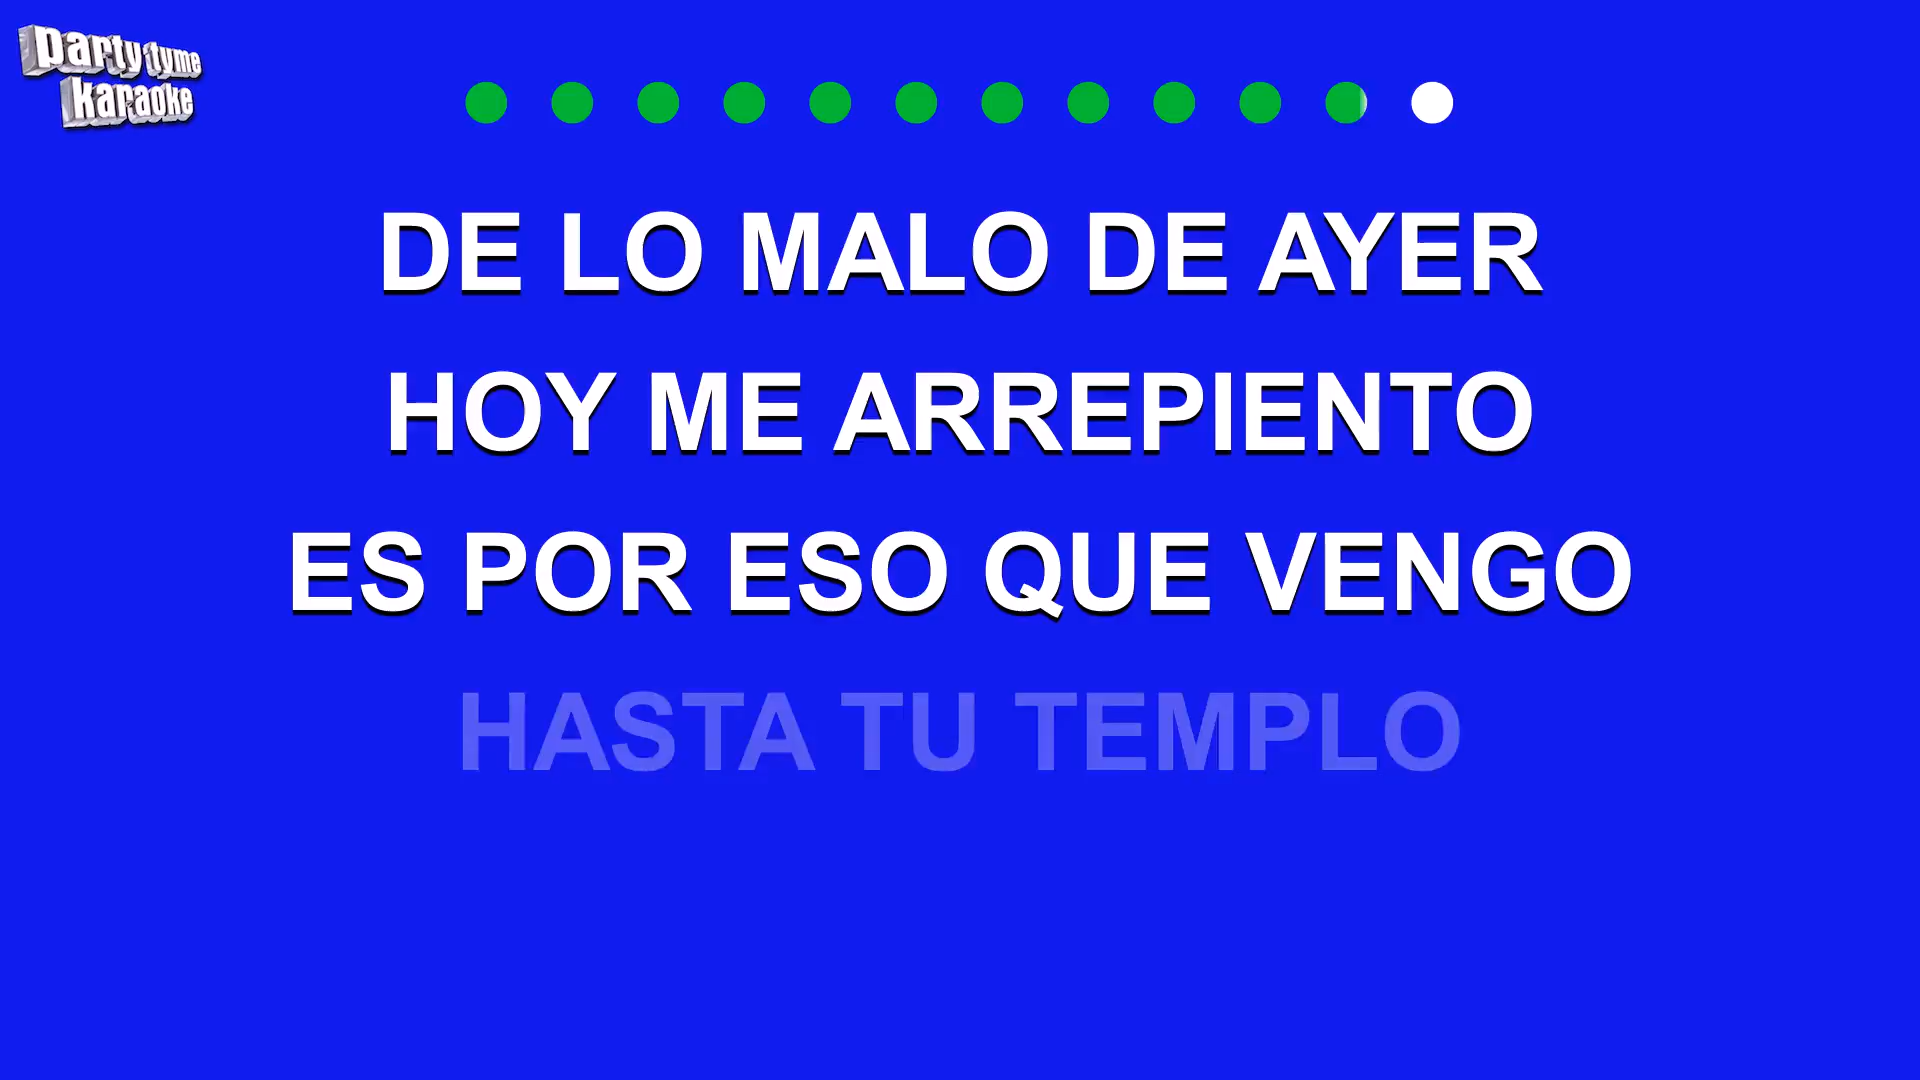 party tyme
karaoke
DE LO MALO DE AYER
HOY ME ARREPIENTO
ES POR ESO QUE VENGO
HASTA TU TEMPLO